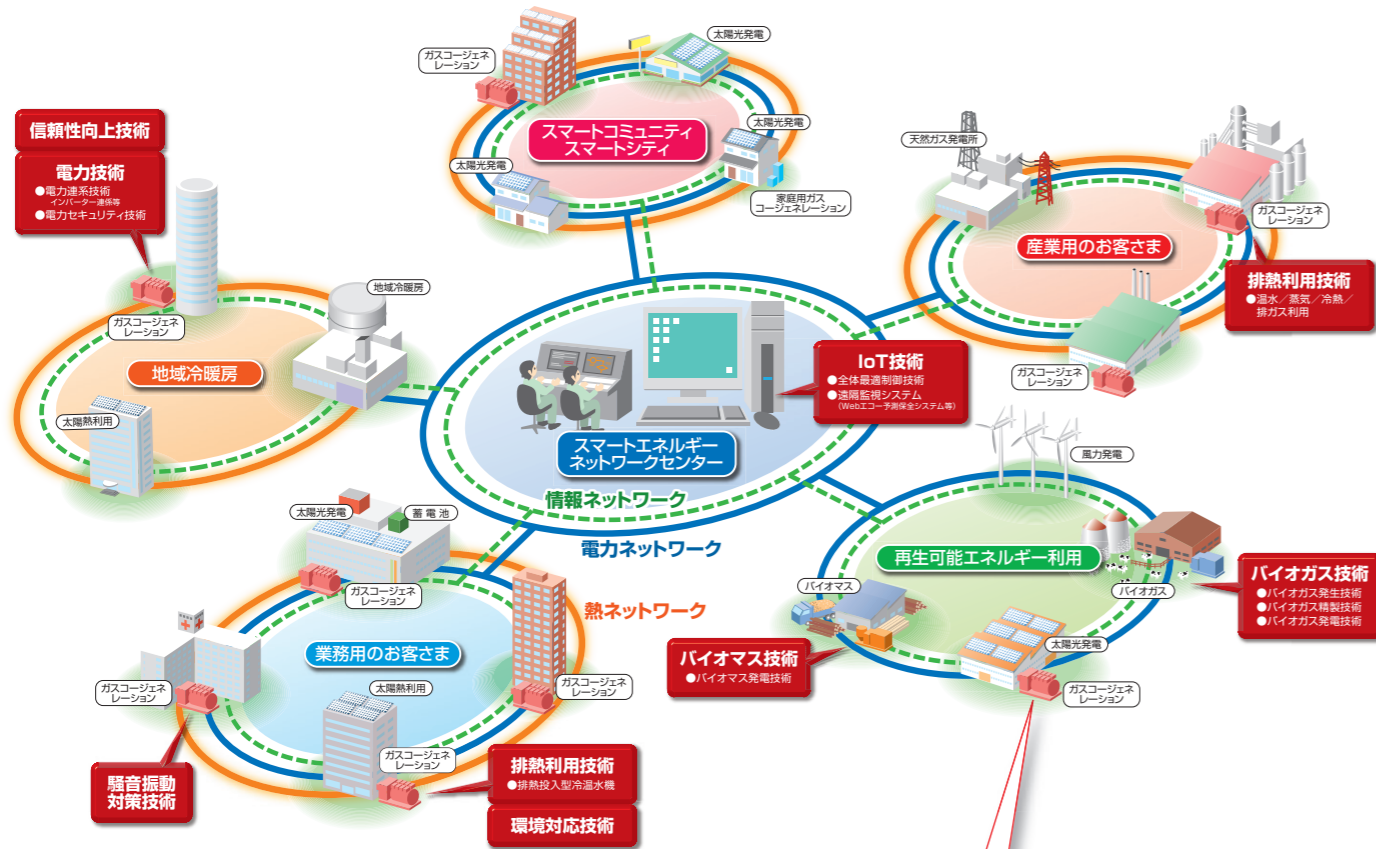 ガスコージェネ
レーション
太陽光発電
スマートコミュニティ
スマートシティ
太陽光発電
太陽光発電
家庭用ガス
コージェネレーション
信頼性向上技術
電力技術
●電力連系技術
インバーター連係等
●電力セキュリティ技術
ガスコージェネ
レーション
地域冷暖房
地域冷暖房
太陽熱利用
天然ガス発電所
ガスコージェネ
レーション
産業用のお客さま
ガスコージェネ
レーション
排熱利用技術
●温水／蒸気／冷熱／
排ガス利用
IoT技術
●全体最適制御技術
●遠隔監視システム
(Webエコー予測保全システム等)
スマートエネルギー
ネットワークセンター
情報ネットワーク
電力ネットワーク
熱ネットワーク
太陽光発電
蓄電池
ガスコージェネ
レーション
業務用のお客さま
ガスコージェネ
レーション
太陽熱利用
ガスコージェネ
レーション
ガスコージェネ
レーション
騒音振動
対策技術
排熱利用技術
●排熱投入型冷温水機
環境対応技術
風力発電
再生可能エネルギー利用
バイオマス
バイオガス
太陽光発電
ガスコージェネ
レーション
バイオマス技術
●バイオマス発電技術
バイオガス技術
●バイオガス発生技術
●バイオガス精製技術
●バイオガス発電技術